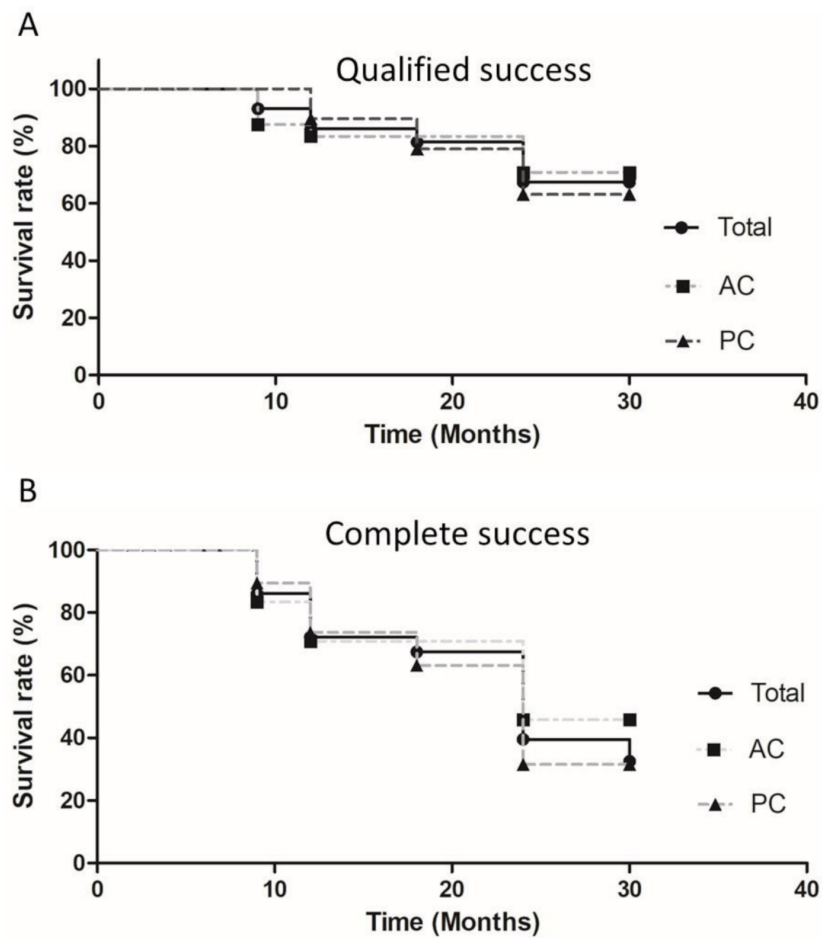 A
Qualified success
100
80
60
40
20
0
Survival rate (%)
Total
AC
PC
0 10 20 30 40
Time (Months)
B
Complete success
100
80
60
40
20
0
Survival rate (%)
Total
AC
PC
0 10 20 30 40
Time (Months)